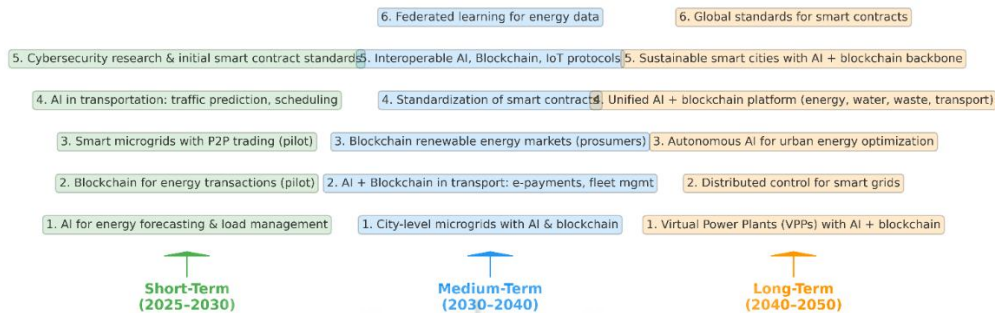 6. Federated learning for energy data
6. Global standards for smart contracts
5. Cybersecurity research & initial smart contract standards
5. Interoperable AI, Blockchain, IoT protocols
5. Sustainable smart cities with AI + blockchain backbone
4. AI in transportation: traffic prediction, scheduling
4. Standardization of smart contracts
4. Unified AI + blockchain platform (energy, water, waste, transport)
3. Smart microgrids with P2P trading (pilot)
3. Blockchain renewable energy markets (prosumers)
3. Autonomous AI for urban energy optimization
2. Blockchain for energy transactions (pilot)
2. AI + Blockchain in transport: e-payments, fleet mgmt
2. Distributed control for smart grids
1. AI for energy forecasting & load management
1. City-level microgrids with AI & blockchain
1. Virtual Power Plants (VPPs) with AI + blockchain
Short-Term
(2025–2030)
Medium-Term
(2030–2040)
Long-Term
(2040–2050)